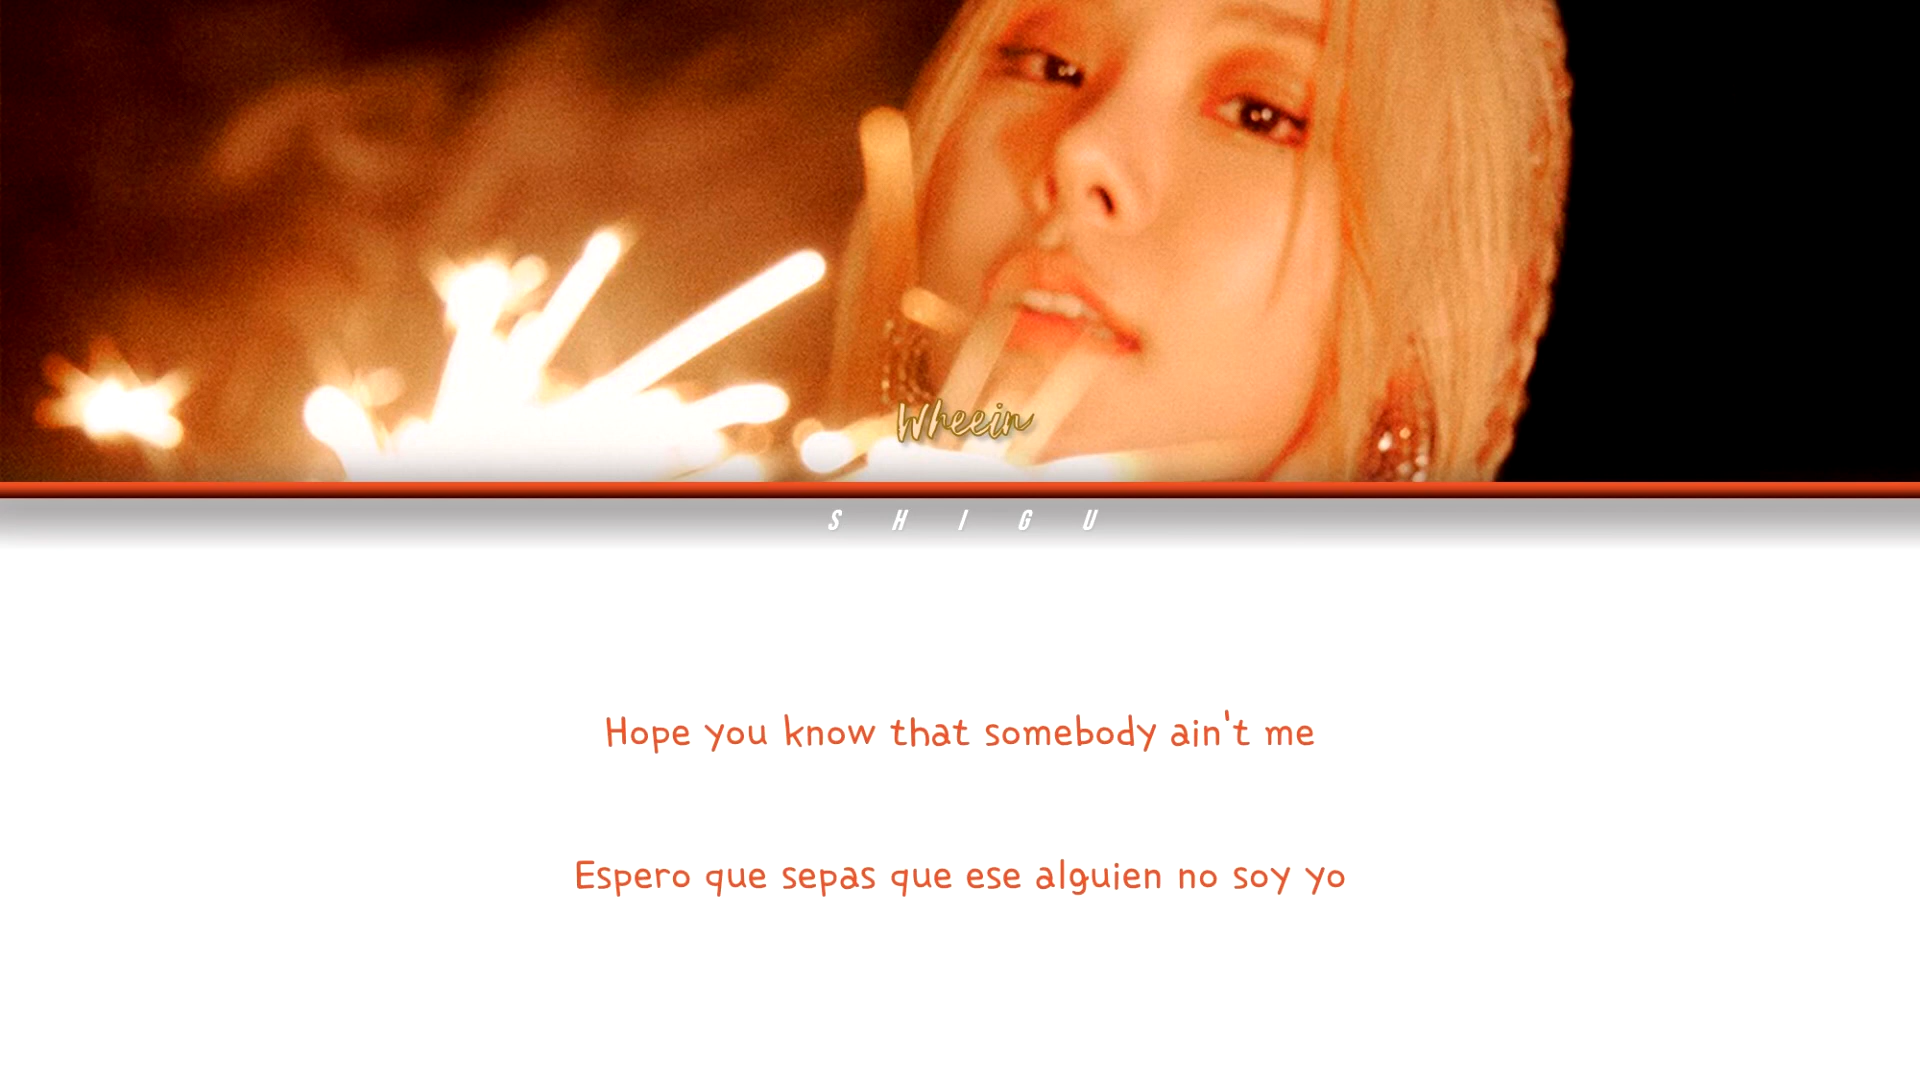 Wheein
S H I G U
Hope you know that somebody ain't me
Espero que sepas que ese alguien no soy yo